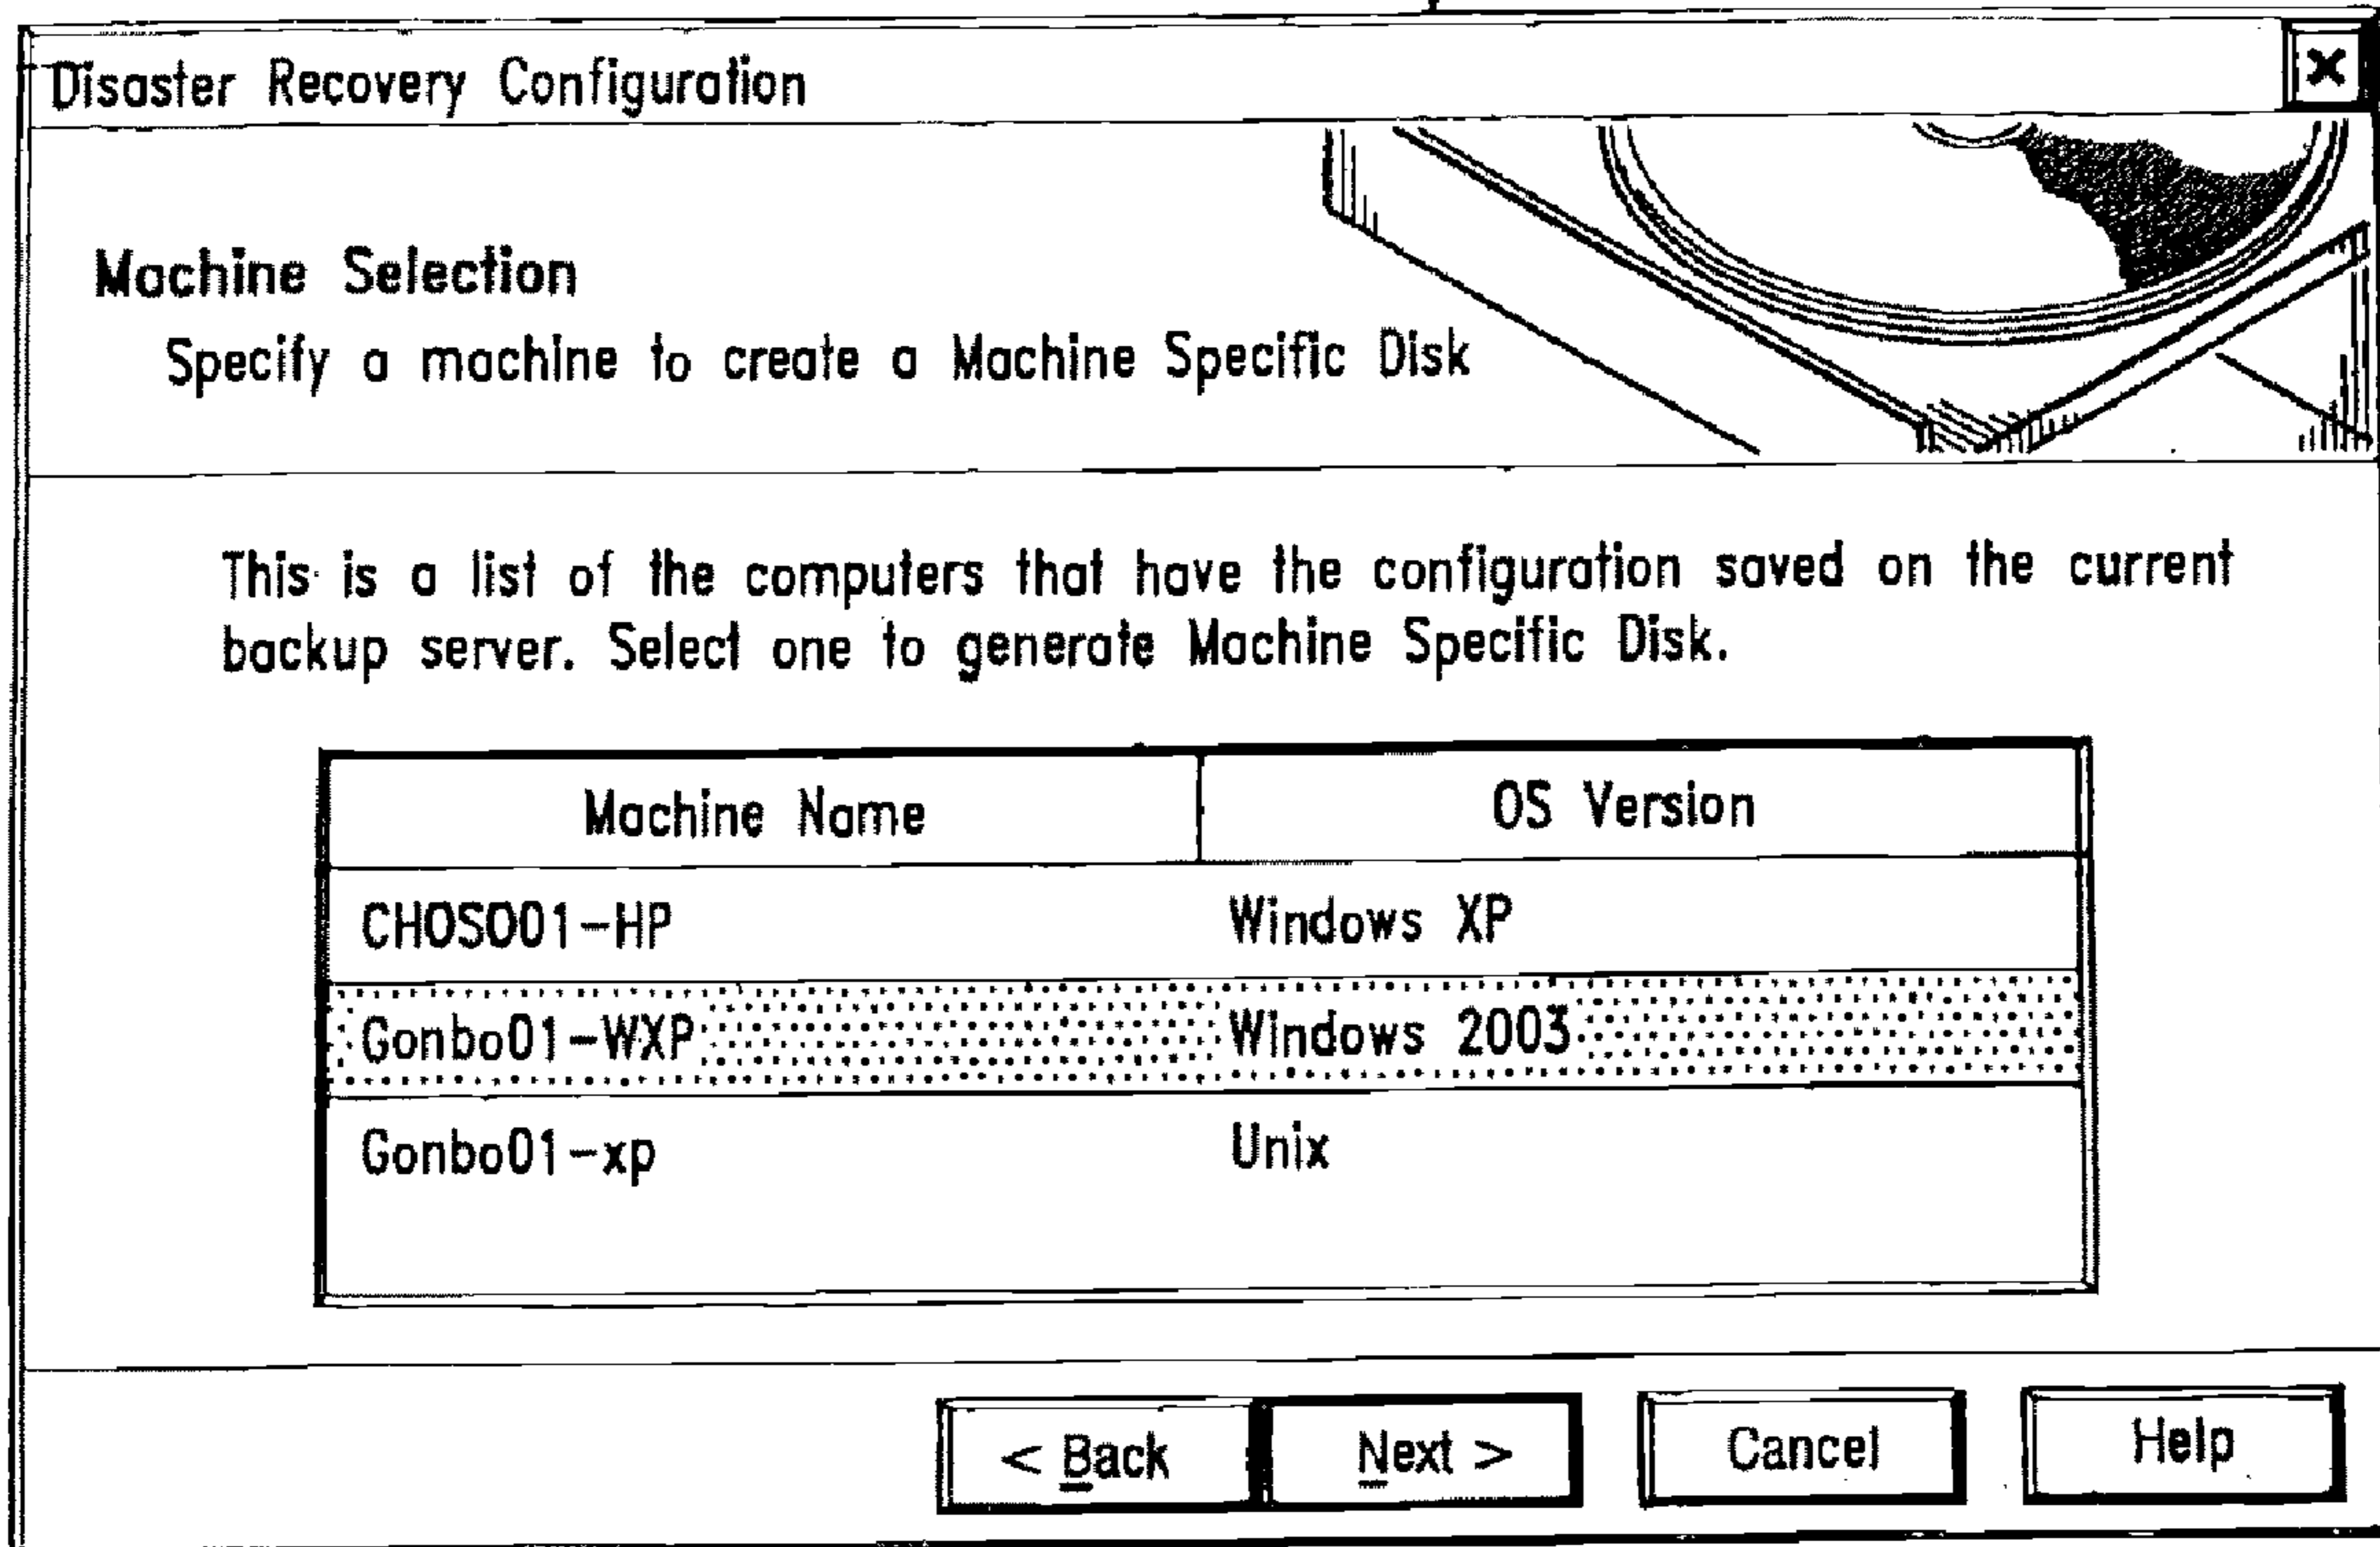 Disaster Recovery Configuration
Machine Selection
Specify a machine to create a Machine Specific Disk
This is a list of the computers that have the configuration saved on the current
backup server. Select one to generate Machine Specific Disk.
Machine Name OS Version
CHOSO01-HP Windows XP
Gonbo01-WXP Windows 2003
Gonbo01-xp Unix
< Back Next > Cancel Help